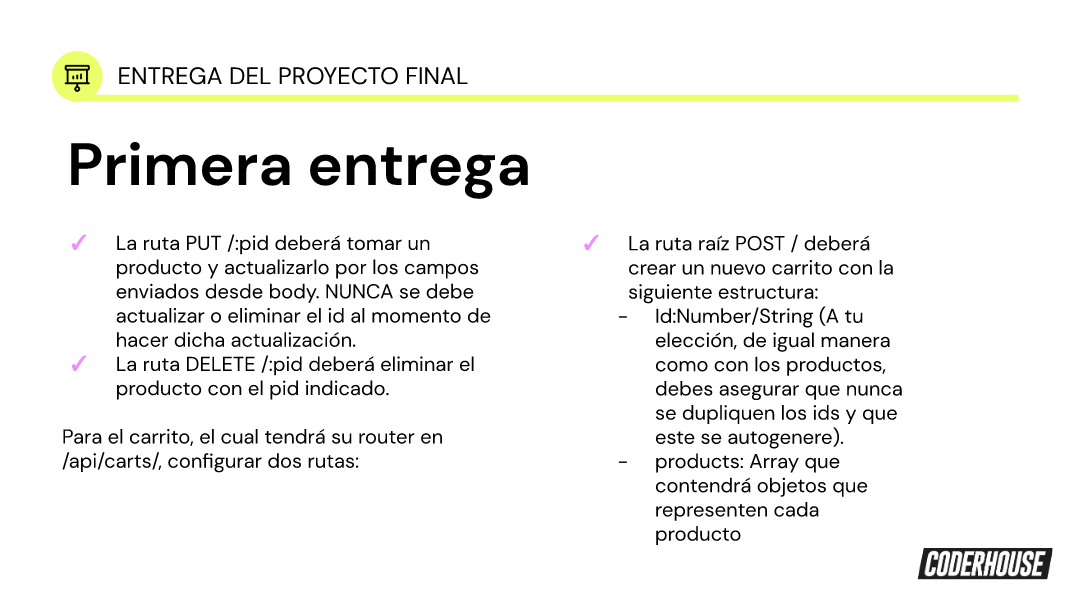 ENTREGA DEL PROYECTO FINAL
Primera entrega
✓ La ruta PUT /:pid deberá tomar un
producto y actualizarlo por los campos
enviados desde body. NUNCA se debe
actualizar o eliminar el id al momento de
hacer dicha actualización.
✓ La ruta DELETE /:pid deberá eliminar el
producto con el pid indicado.
Para el carrito, el cual tendrá su router en
/api/carts/, configurar dos rutas:
✓ La ruta raíz POST / deberá
crear un nuevo carrito con la
siguiente estructura:
- Id:Number/String (A tu
elección, de igual manera
como con los productos,
debes asegurar que nunca
se dupliquen los ids y que
este se autogenere).
- products: Array que
contendrá objetos que
representen cada
producto
CODERHOUSE